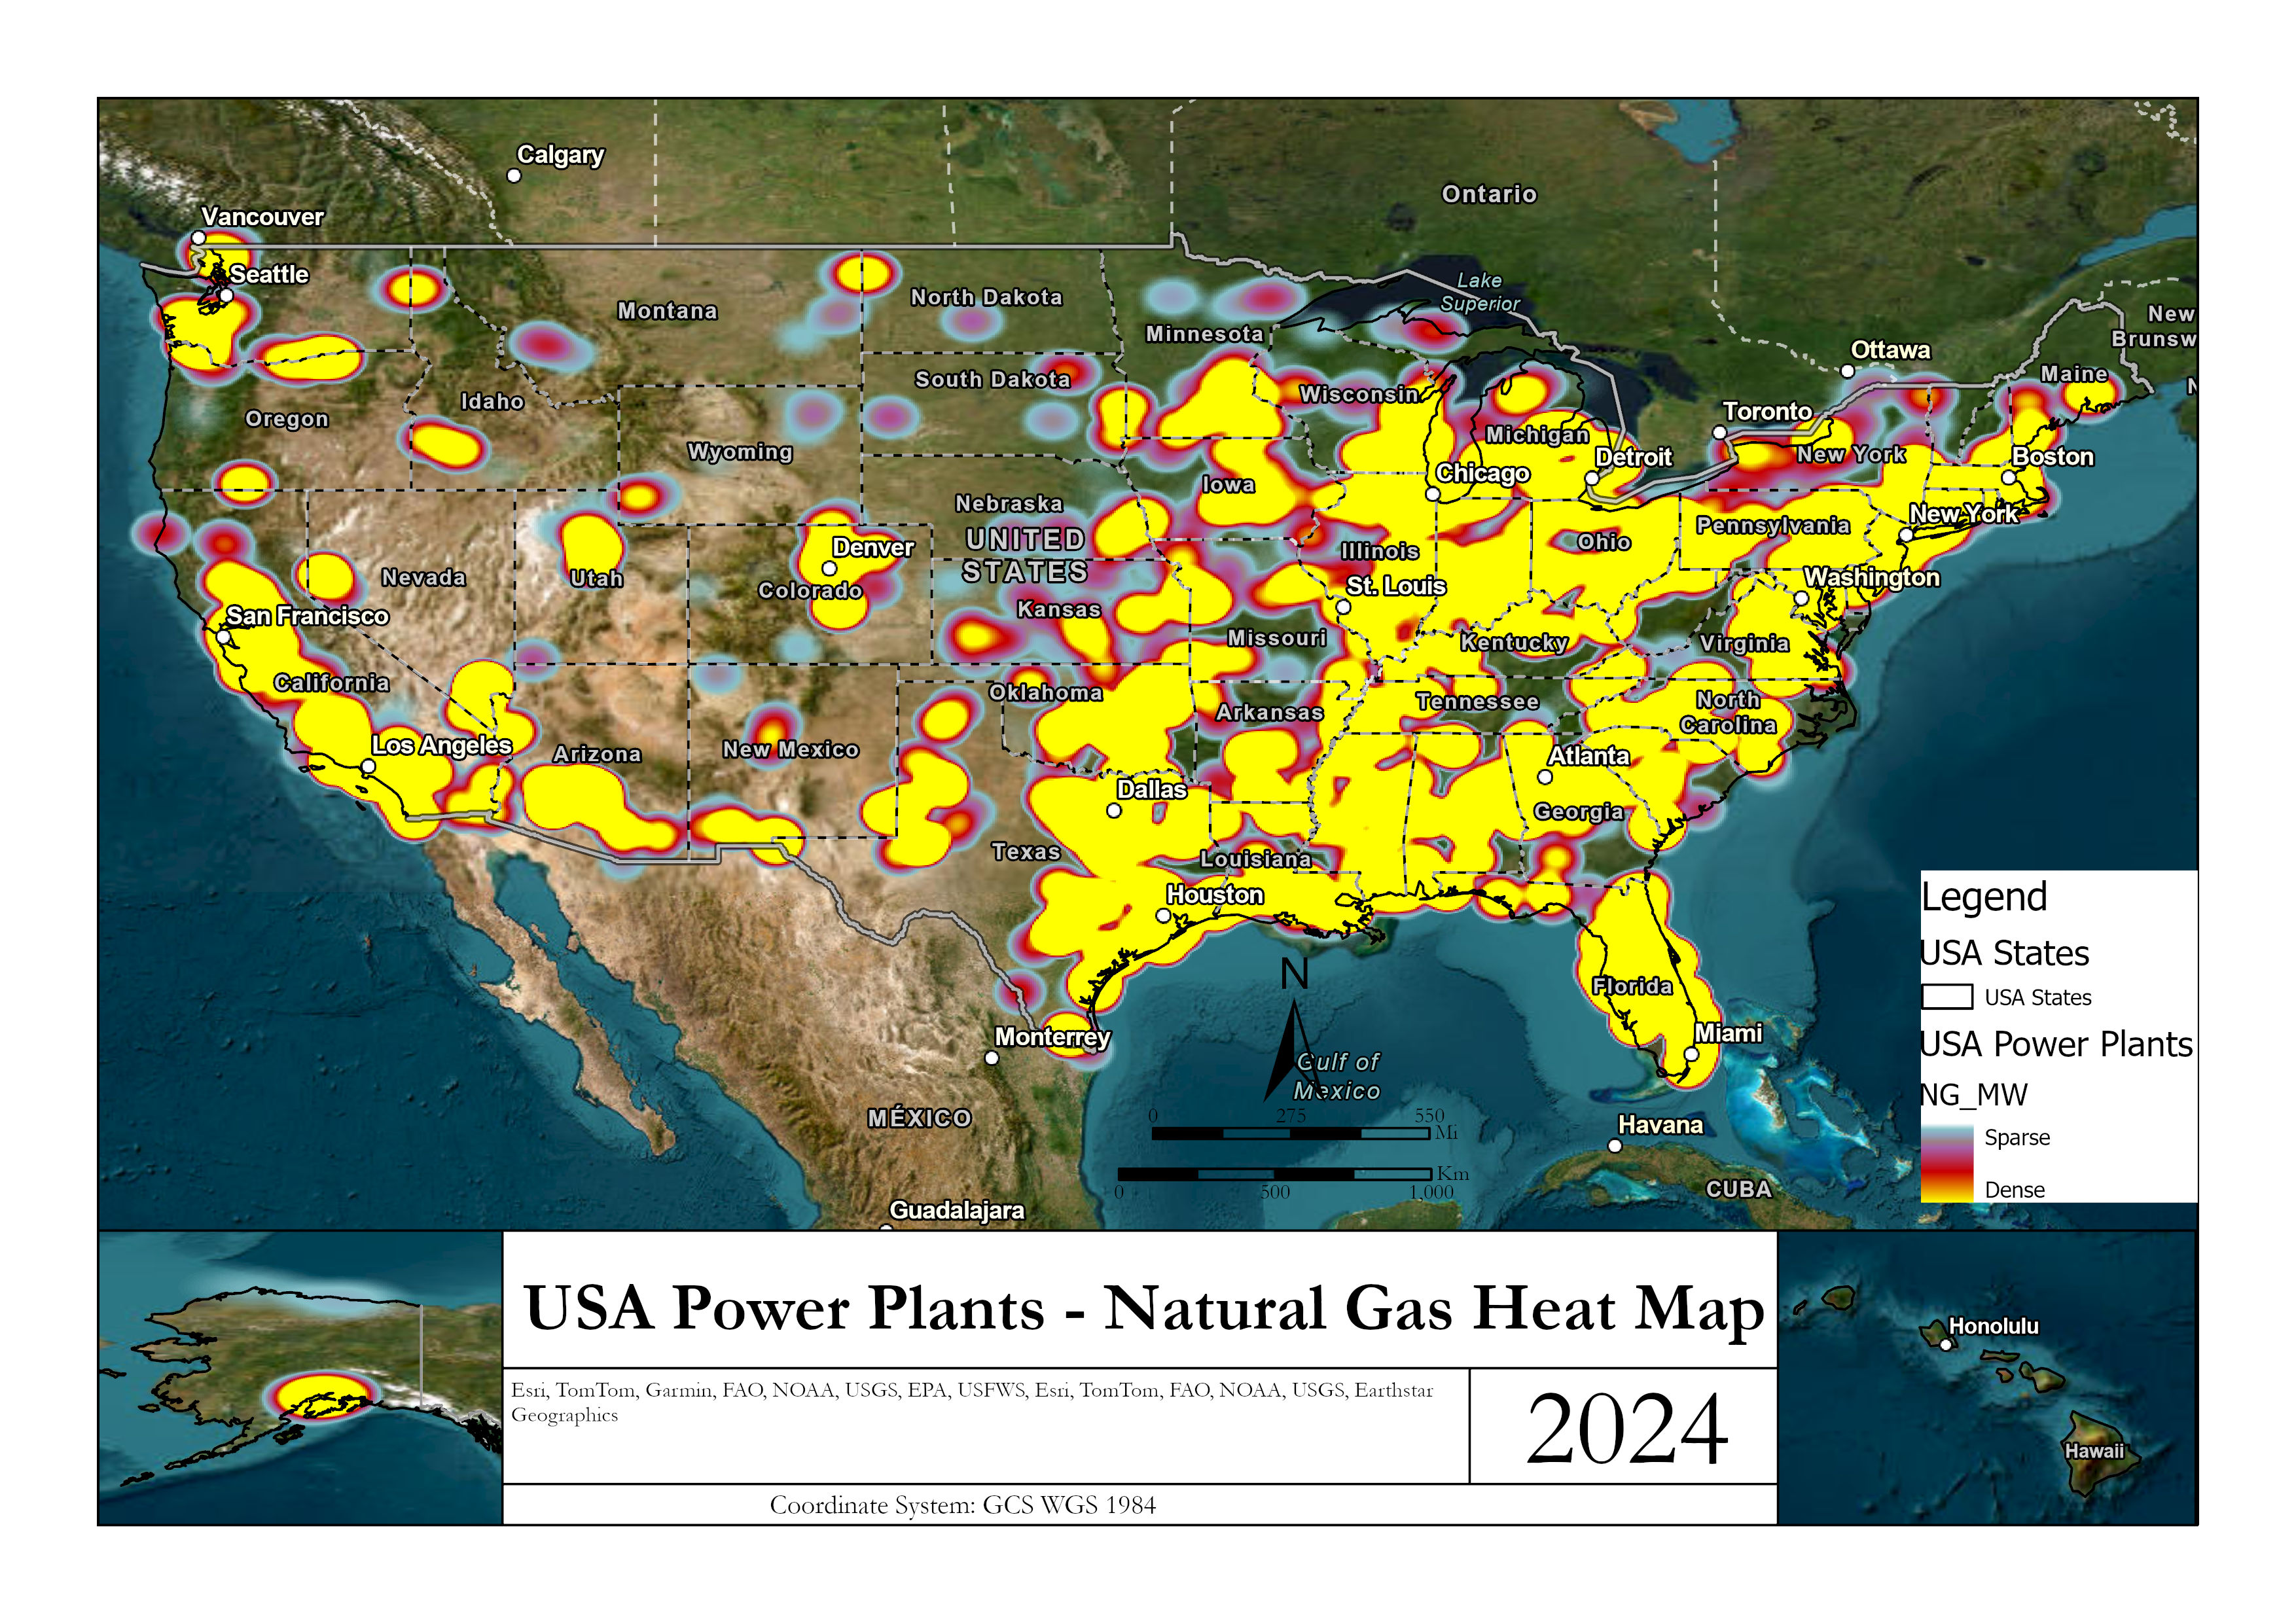 Calgary
Ontario
Vancouver
Seattle
Lake
Superior
Montana
North Dakota
Minnesota
New
Brunsw
Ottawa
Maine
South Dakota
Wisconsin
Idaho
Oregon
Toronto
Michigan
Wyoming
Detroit
New York
Boston
Chicago
Iowa
Nebraska
New York
Pennsylvania
UNITED
STATES
Illinois
Ohio
Denver
Nevada
Utah
Colorado
St. Louis
Washington
Kansas
San Francisco
Missouri
Kentucky
Virginia
California
Oklahoma
Tennessee
North
Carolina
Arkansas
Los Angeles
Arizona
New Mexico
Atlanta
Dallas
Georgia
Texas
Louisiana
Houston
Legend
USA States
USA States
N
Florida
Monterrey
Miami
USA Power Plants
Gulf of
Mexico
NG_MW
MÉXICO
0 275 550
Mi
Havana
Sparse
Km
0 500 1,000
CUBA
Dense
Guadalajara
USA Power Plants - Natural Gas Heat Map
Honolulu
Esri, TomTom, Garmin, FAO, NOAA, USGS, EPA, USFWS, Esri, TomTom, FAO, NOAA, USGS, Earthstar
Geographics
2024
Hawaii
Coordinate System: GCS WGS 1984